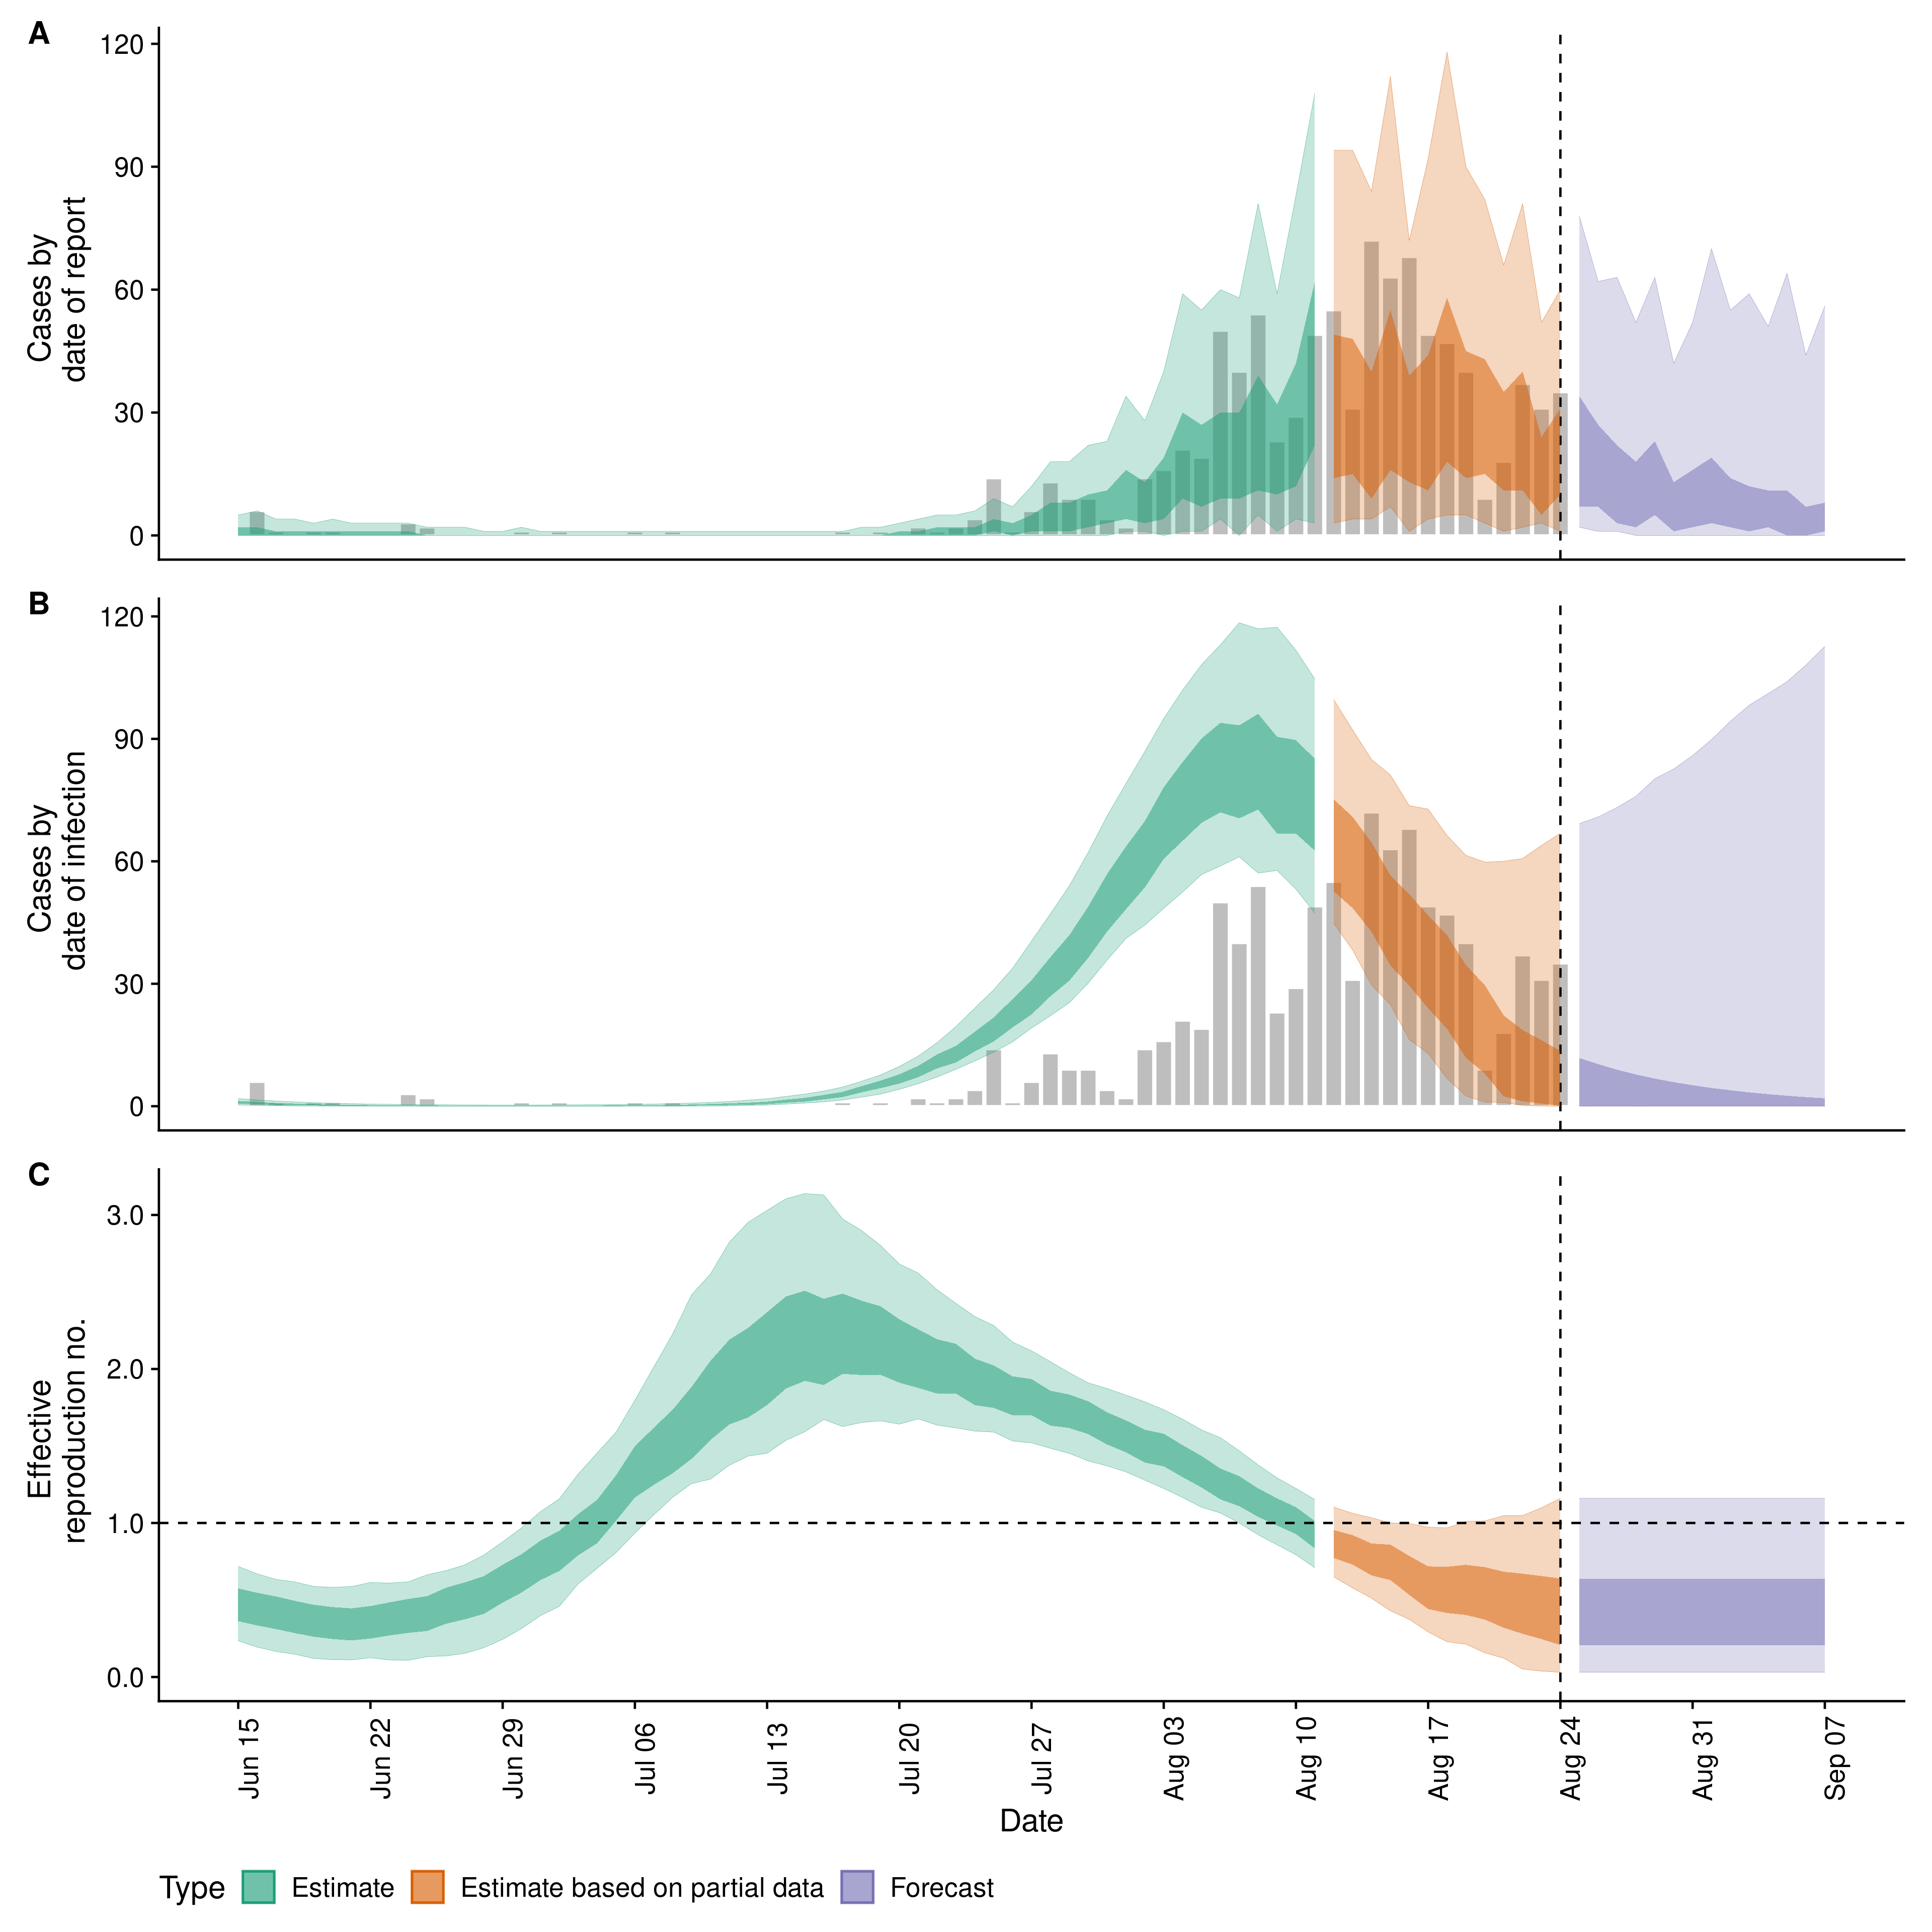 A
120
90
60
30
0
Cases by
date of report
B
120
90
60
30
0
Cases by
date of infection
C
3.0
2.0
1.0
0.0
Effective
reproduction no.
Jun 15
Jun 22
Jun 29
Jul 06
Jul 13
Jul 20
Jul 27
Aug 03
Aug 10
Aug 17
Aug 24
Aug 31
Sep 07
Date
Type Estimate Estimate based on partial data Forecast